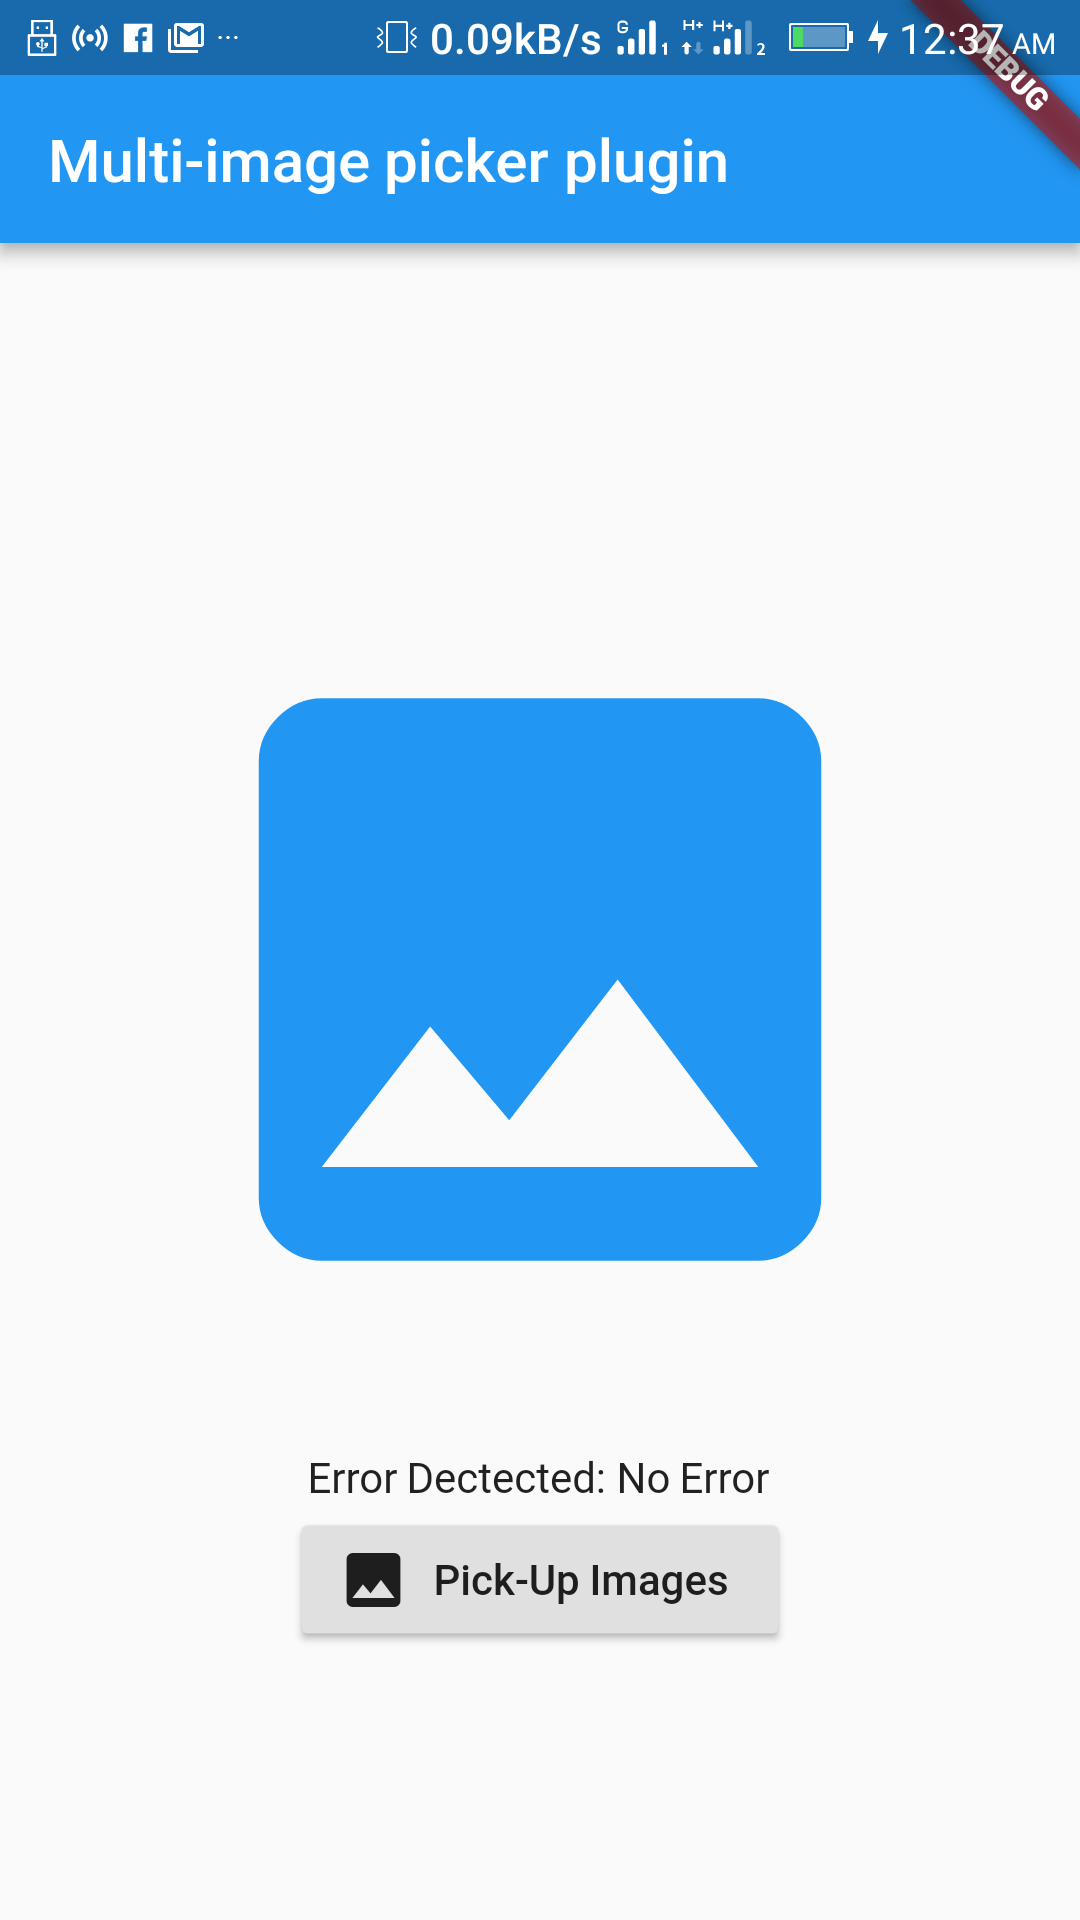 0.09kB/s G 1 H+ H+ 2 12:37 AM
DEBUG
Multi-image picker plugin
Error Dectected: No Error
Pick-Up Images